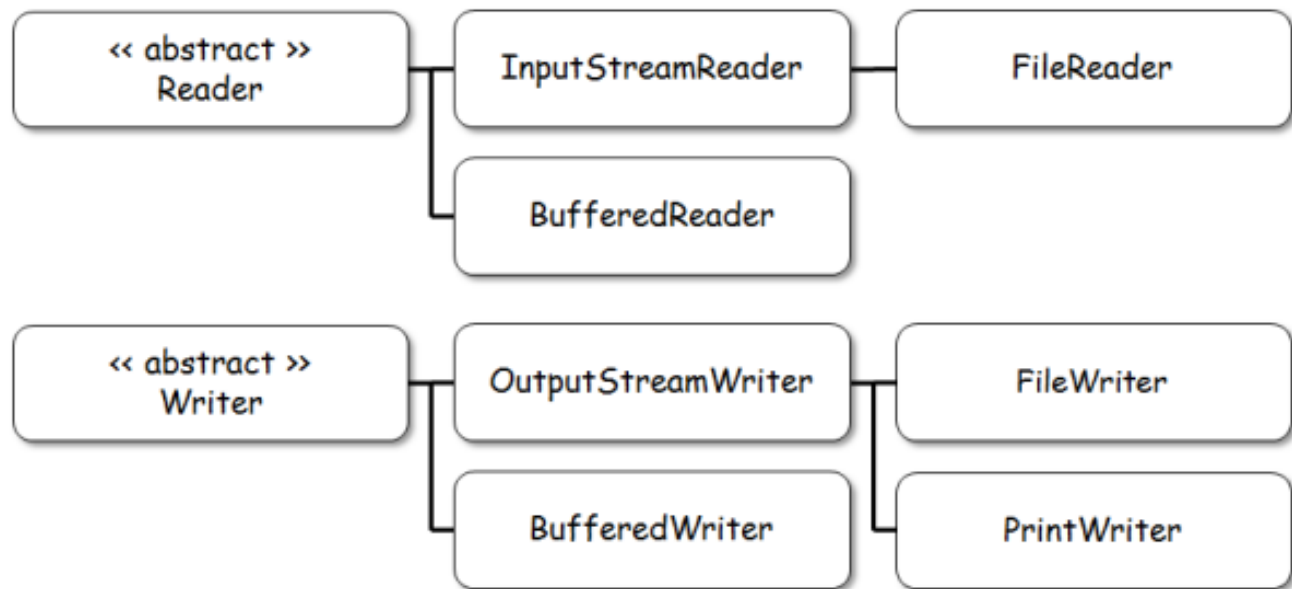 << abstract >>
Reader
InputStreamReader
FileReader
BufferedReader
<< abstract >>
Writer
OutputStreamWriter
FileWriter
BufferedWriter
PrintWriter